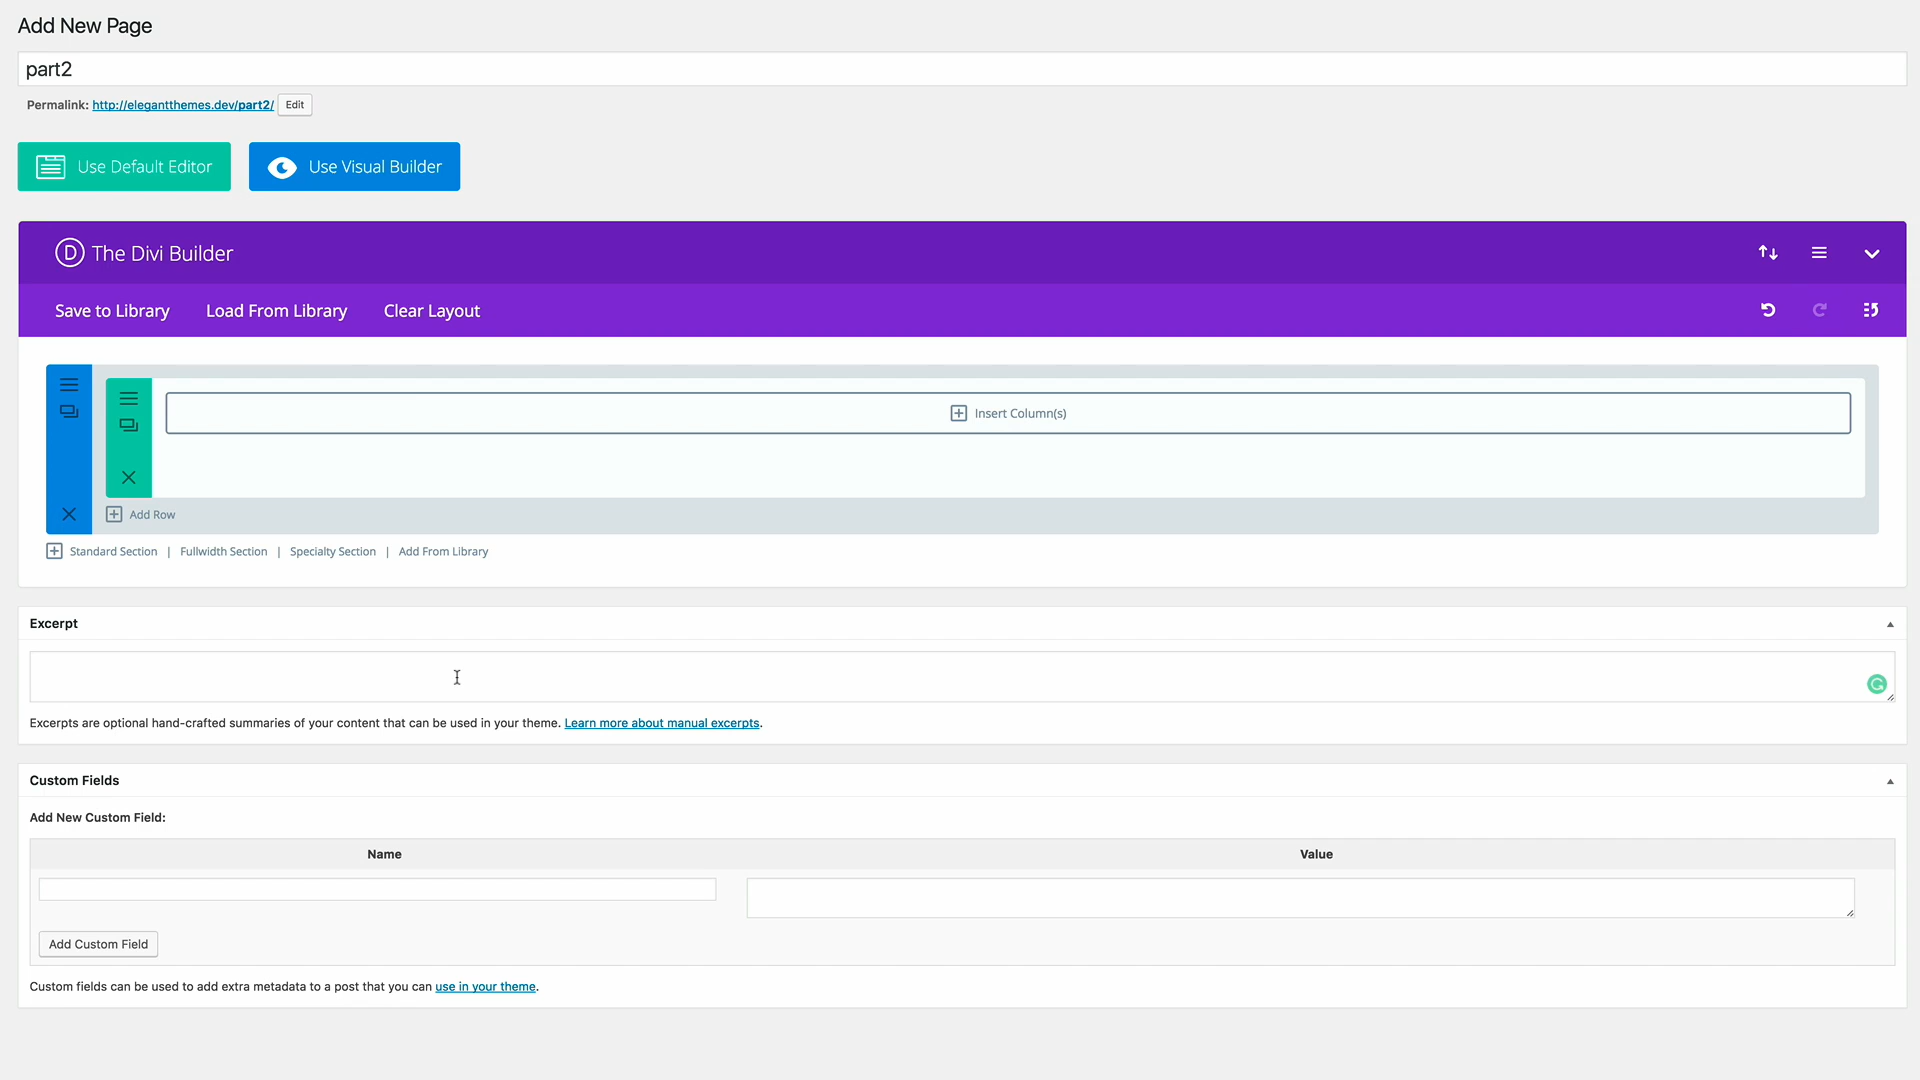 Add New Page
part2
Permalink: http://elegantthemes.dev/part2/ Edit
Use Default Editor Use Visual Builder
D The Divi Builder
Save to Library Load From Library Clear Layout
Insert Column(s)
Add Row
Standard Section | Fullwidth Section | Specialty Section | Add From Library
Excerpt
Excerpts are optional hand-crafted summaries of your content that can be used in your theme. Learn more about manual excerpts.
Custom Fields
Add New Custom Field:
Name Value
Add Custom Field
Custom fields can be used to add extra metadata to a post that you can use in your theme.